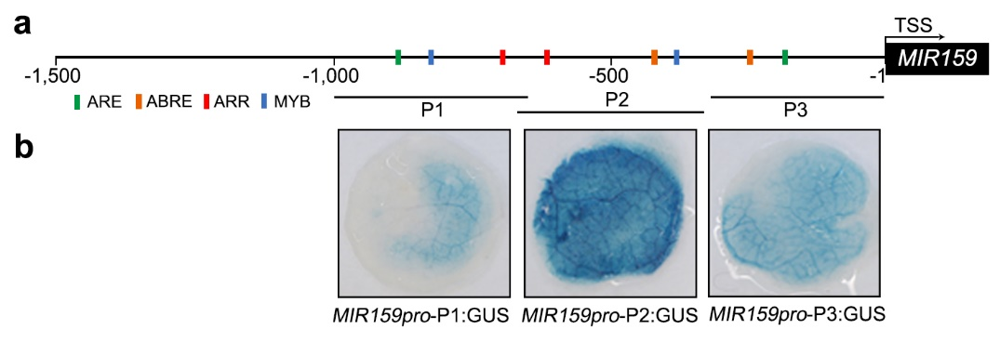 a
TSS
MIR159
-1,500 -1,000 -500 -1
ARE ABRE ARR MYB
P1 P2 P3
b
MIR159pro-P1:GUS MIR159pro-P2:GUS MIR159pro-P3:GUS